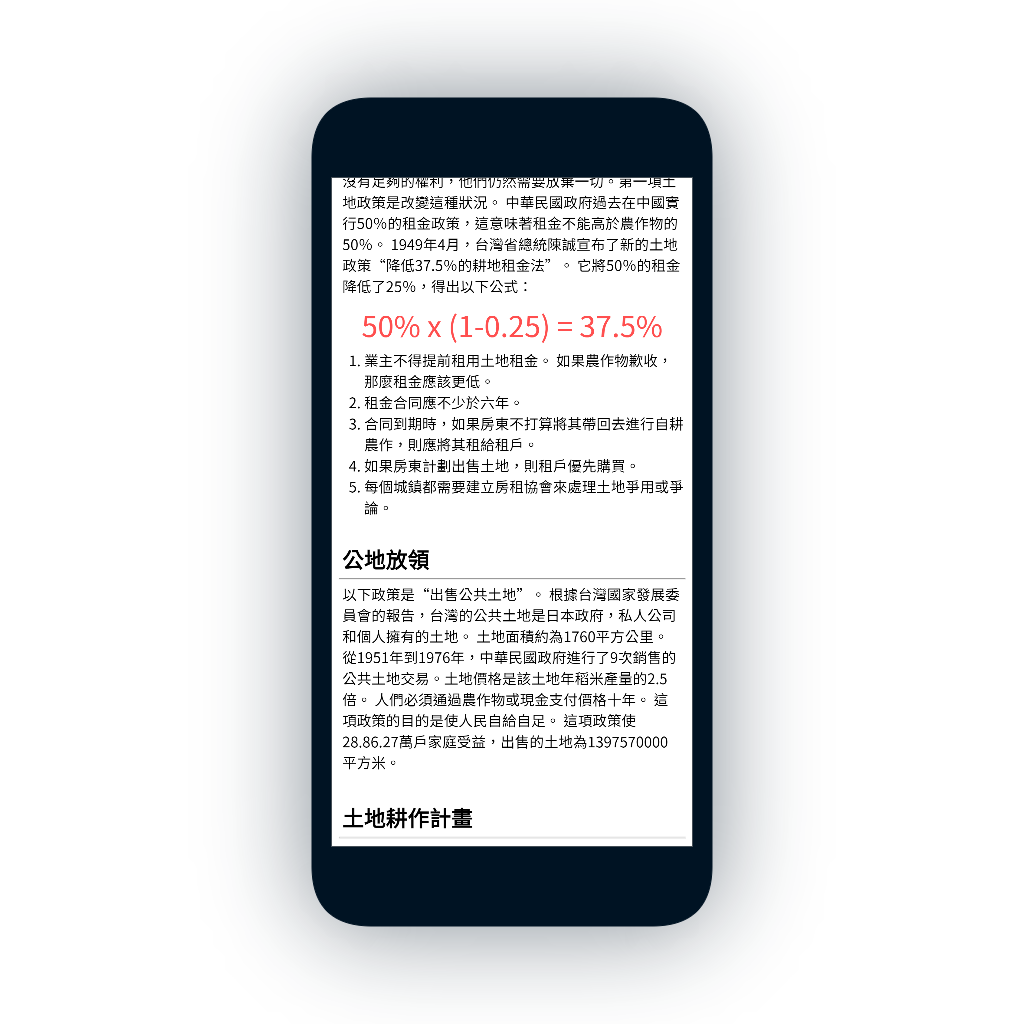 沒有足夠的權利，他們仍然需要放棄一切。第一項土
地政策是改變這種狀況。 中華民國政府過去在中國實
行50%的租金政策，這意味著租金不能高於農作物的
50%。 1949年4月，台灣省總統陳誠宣布了新的土地
政策“降低37.5%的耕地租金法”。 它將50%的租金
降低了25%，得出以下公式：
50% x (1-0.25) = 37.5%
1. 業主不得提前租用土地租金。 如果農作物歉收，
那麼租金應該更低。
2. 租金合同應不少於六年。
3. 合同到期時，如果房東不打算將其帶回去進行自耕
農作，則應將其租給租戶。
4. 如果房東計劃出售土地，則租戶優先購買。
5. 每個城鎮都需要建立房租協會來處理土地爭用或爭
論。
公地放領
以下政策是“出售公共土地”。 根據台灣國家發展委
員會的報告，台灣的公共土地是日本政府，私人公司
和個人擁有的土地。 土地面積約為1760平方公里。
從1951年到1976年，中華民國政府進行了9次銷售的
公共土地交易。土地價格是該土地年稻米產量的2.5
倍。 人們必須通過農作物或現金支付價格十年。 這
項政策的目的是使人民自給自足。 這項政策使
28.86.27萬戶家庭受益，出售的土地為1397570000
平方米。
土地耕作計畫